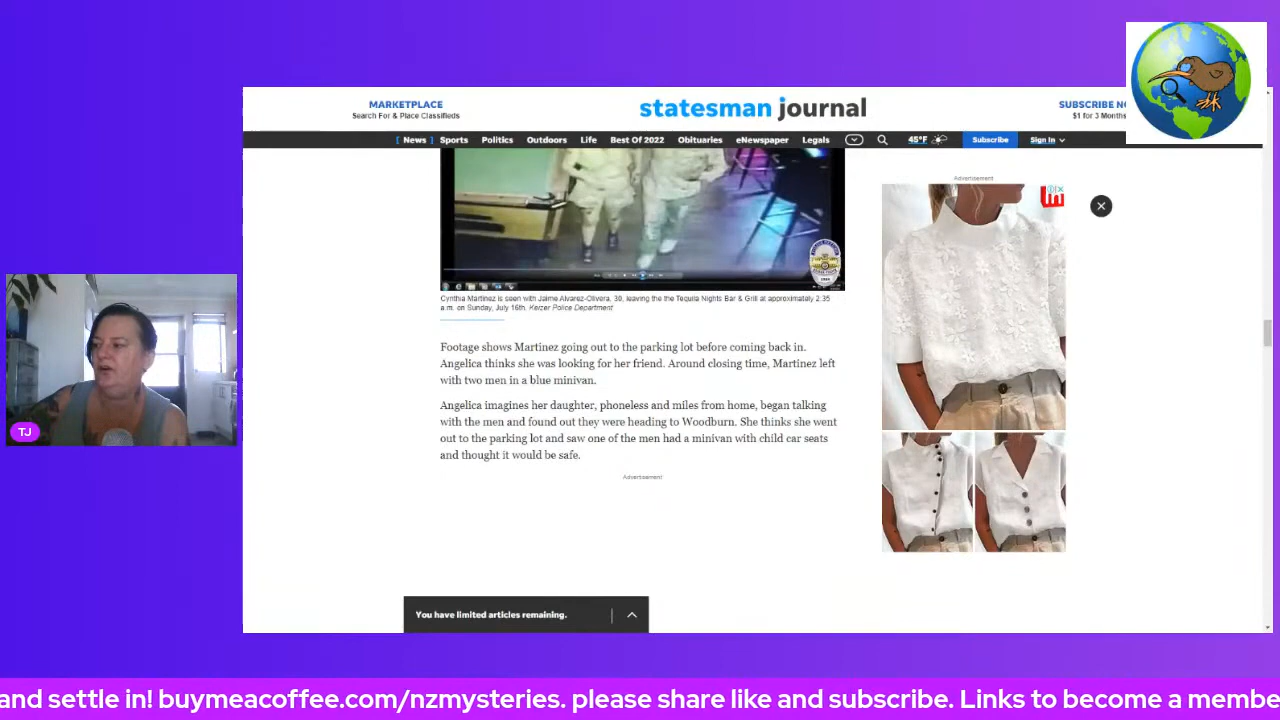 MARKETPLACE
Search For & Place Classifieds
statesman journal
SUBSCRIBE NO
$1 for 3 Months
[ News ] Sports Politics Outdoors Life Best Of 2022 Obituaries eNewspaper Legals 45°F Subscribe Sign In
Advertisement
Cynthia Martinez is seen with Jaime Alvarez-Olivera, 30, leaving the the Tequila Nights Bar & Grill at approximately 2:35
a.m. on Sunday, July 16th. Keizer Police Department
Footage shows Martinez going out to the parking lot before coming back in.
Angelica thinks she was looking for her friend. Around closing time, Martinez left
with two men in a blue minivan.
Angelica imagines her daughter, phoneless and miles from home, began talking
with the men and found out they were heading to Woodburn. She thinks she went
out to the parking lot and saw one of the men had a minivan with child car seats
and thought it would be safe.
Advertisement
TJ
You have limited articles remaining.
and settle in! buymeacoffee.com/nzmysteries. please share like and subscribe. Links to become a membe